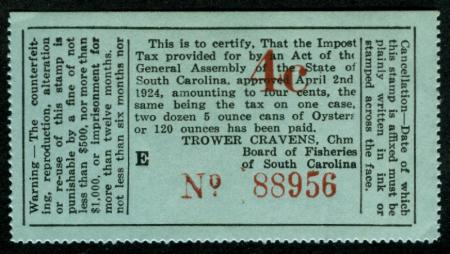 Warning—The counterfeit-
ing, reproduction, alteration
or re-use of this stamp is
punishable by a fine of not
less than $500, nor more than
$1,000, or imprisonment for
more than twelve months.
not less than six months nor
This is to certify, That the Impost
Tax provided for by an Act of the
General Assembly of the State of
South Carolina, approved April 2nd
1924, amounting to four cents, the
same being the tax on one case,
two dozen 5 ounce cans of Oysters
or 120 ounces has been paid.
TROWER CRAVENS, Chm
Board of Fisheries
of South Carolina
4c
E
No 88956
Cancellation—Date of which
this stamp is affixed must be
plainly written in ink or
stamped across the face.